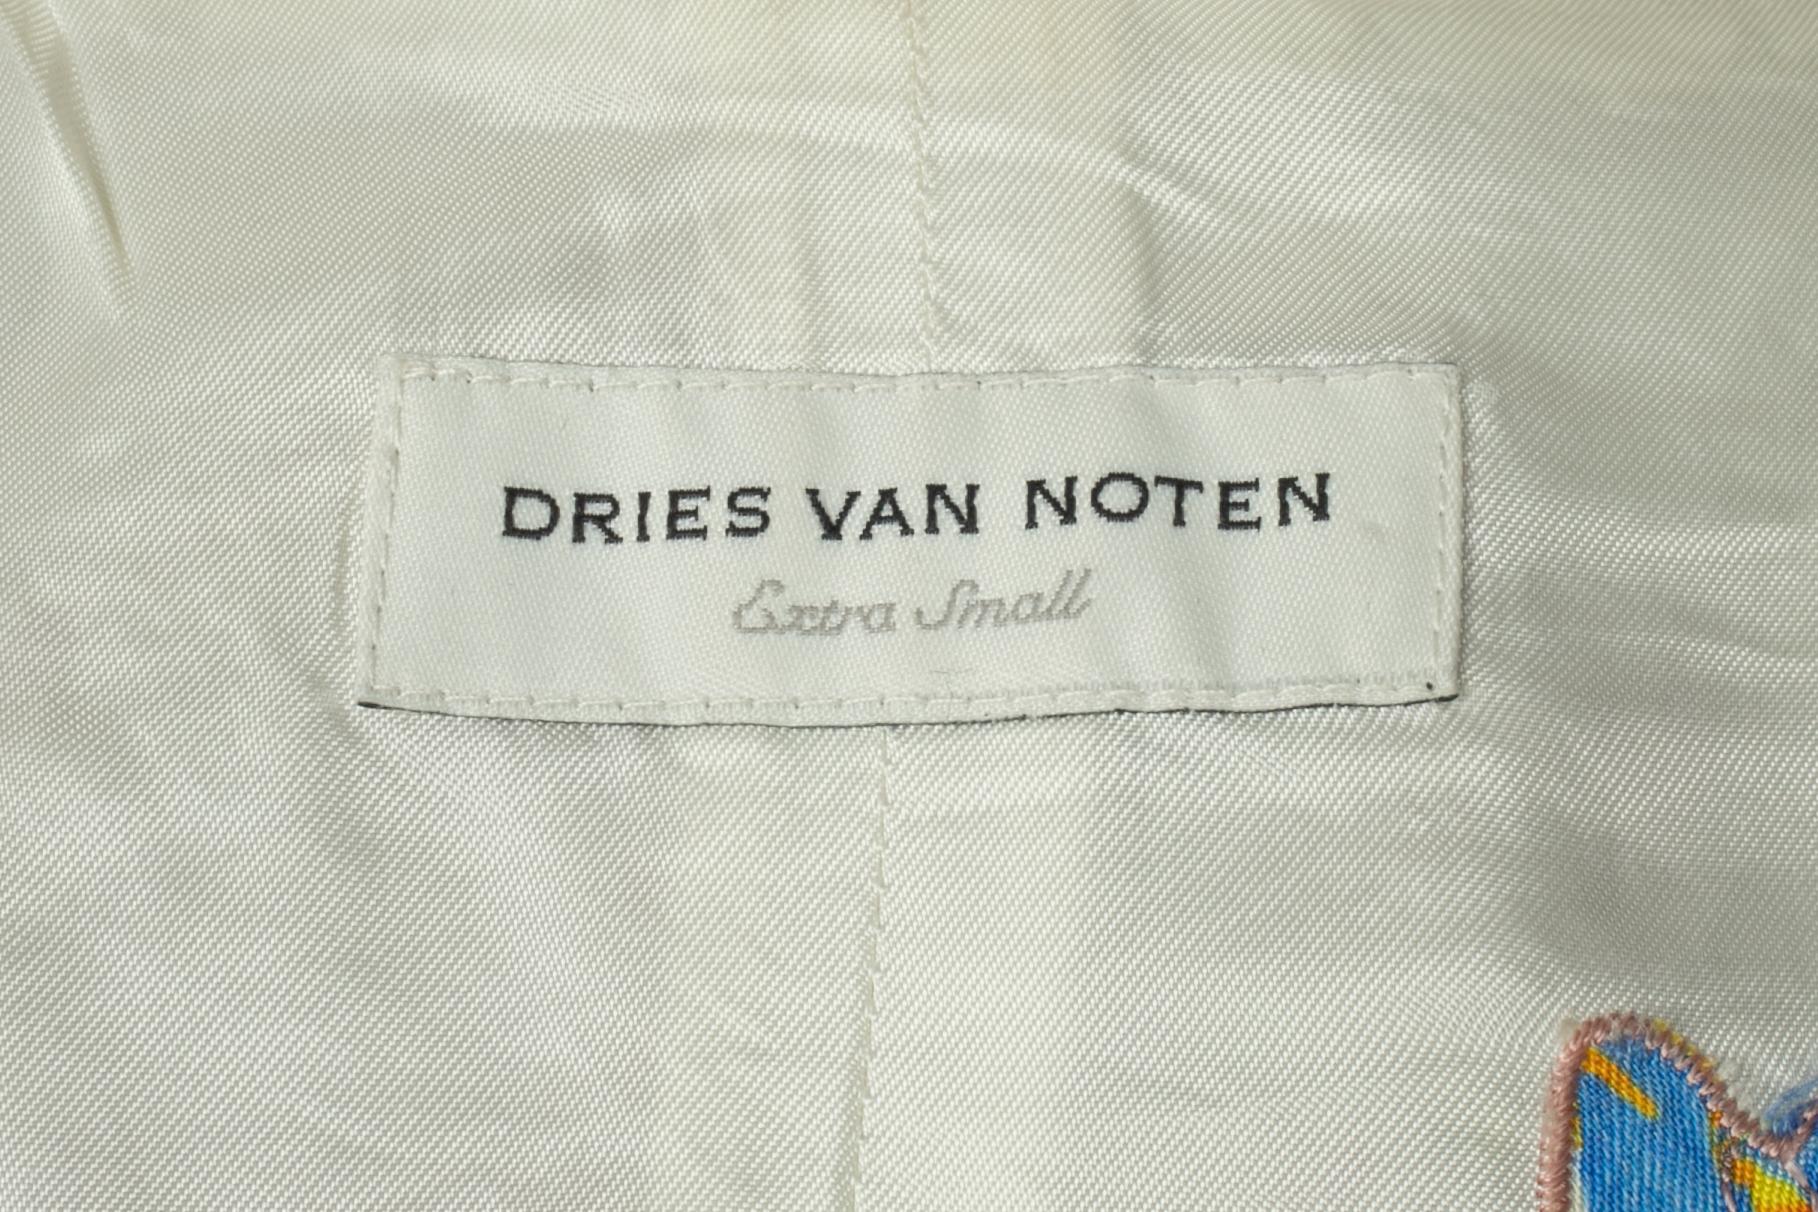 DRIES VAN NOTEN
Extra Small